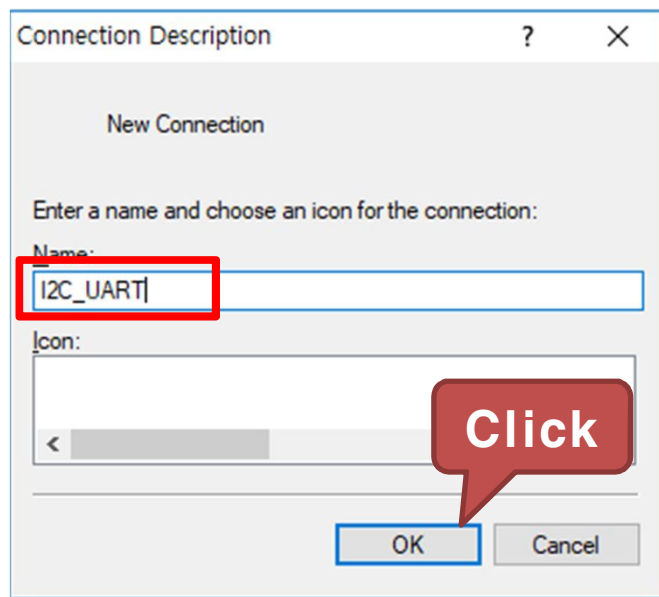 Connection Description ? ×
New Connection
Enter a name and choose an icon for the connection:
Name:
I2C_UART
Icon:
<
Click
OK Cancel